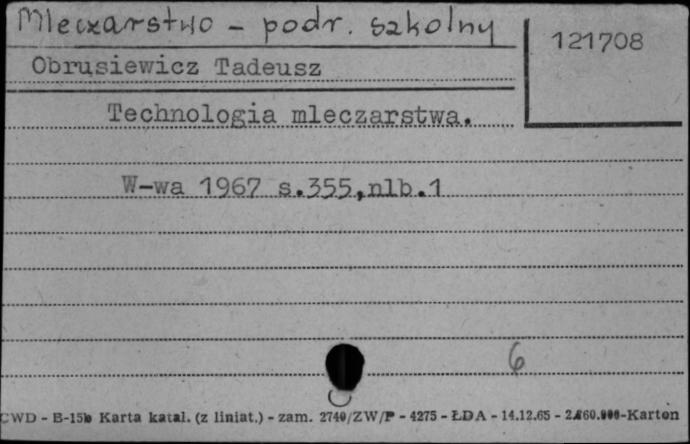 Mleczarstwo - podr. szkolny
121708
Obrusiewicz Tadeusz
Technologia mleczarstwa.
W-wa 1967 s.355,nlb.1
6
CWD - B-15b Karta katal. (z liniat.) - zam. 2740/ZW/P - 4275 - ŁDA - 14.12.65 - -Karton